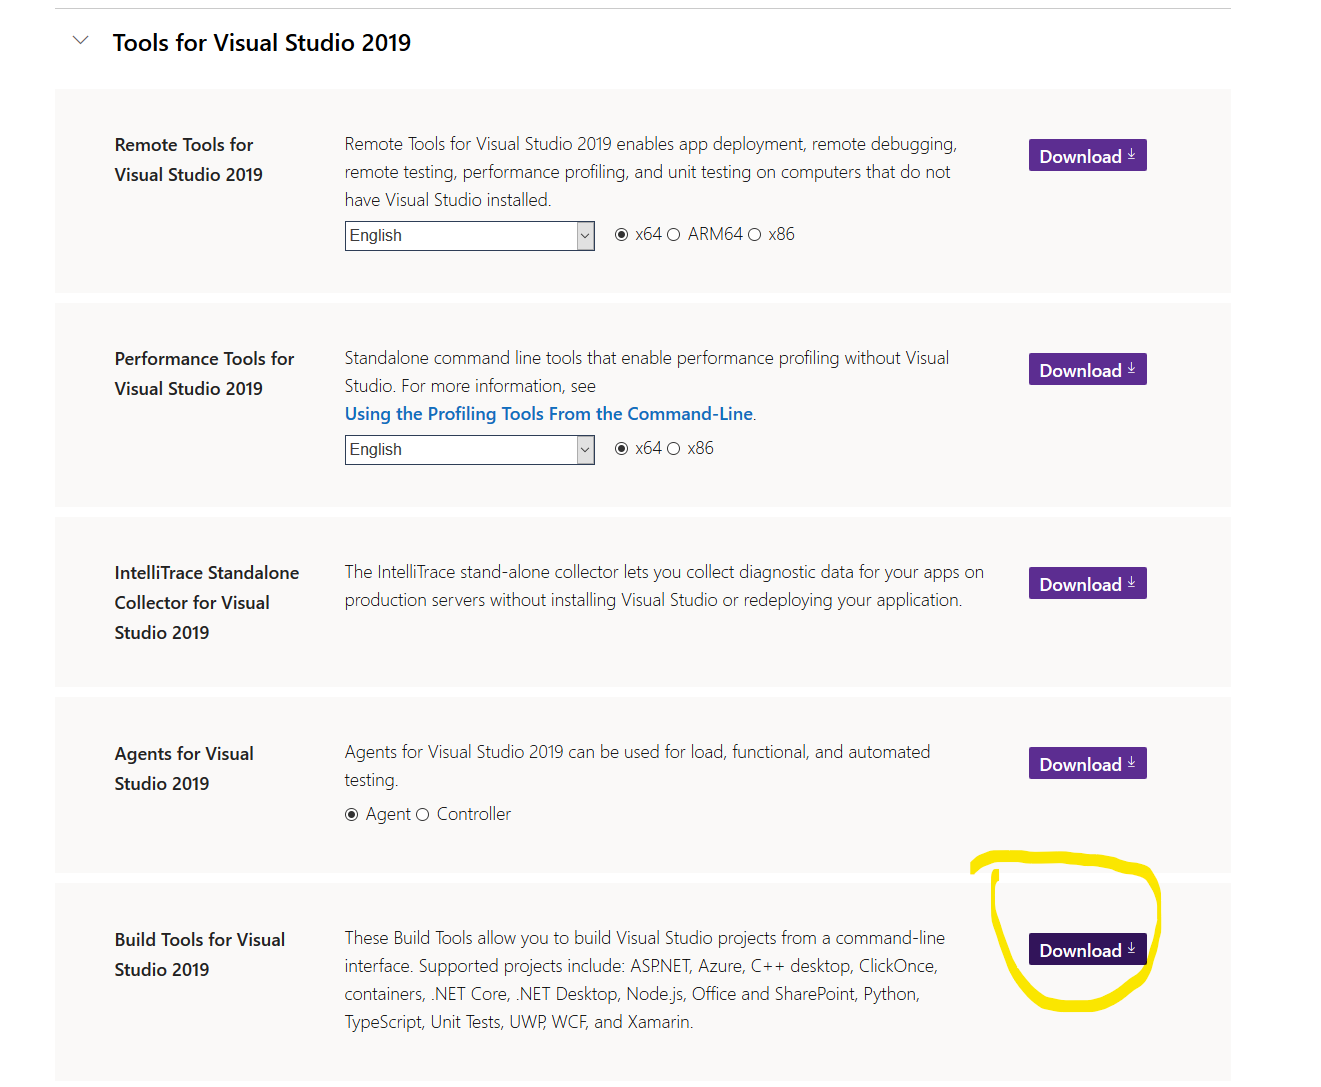 Tools for Visual Studio 2019
Remote Tools for
Visual Studio 2019
Remote Tools for Visual Studio 2019 enables app deployment, remote debugging,
remote testing, performance profiling, and unit testing on computers that do not
have Visual Studio installed.
English
x64 ARM64 x86
Download
Performance Tools for
Visual Studio 2019
Standalone command line tools that enable performance profiling without Visual
Studio. For more information, see
Using the Profiling Tools From the Command-Line.
English
x64 x86
Download
IntelliTrace Standalone
Collector for Visual
Studio 2019
The IntelliTrace stand-alone collector lets you collect diagnostic data for your apps on
production servers without installing Visual Studio or redeploying your application.
Download
Agents for Visual
Studio 2019
Agents for Visual Studio 2019 can be used for load, functional, and automated
testing.
Agent Controller
Download
Build Tools for Visual
Studio 2019
These Build Tools allow you to build Visual Studio projects from a command-line
interface. Supported projects include: ASP.NET, Azure, C++ desktop, ClickOnce,
containers, .NET Core, .NET Desktop, Node.js, Office and SharePoint, Python,
TypeScript, Unit Tests, UWP, WCF, and Xamarin.
Download